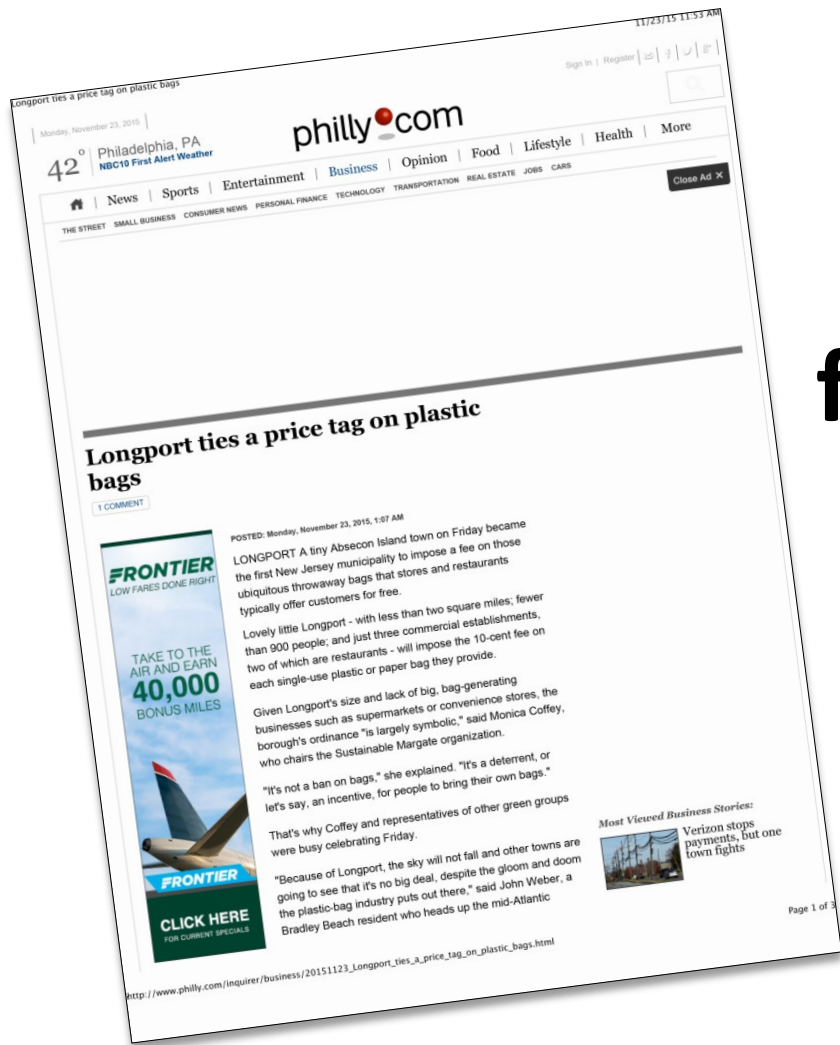 Longport ties a price tag on plastic bags
11/23/15 11:53 AM
Monday, November 23, 2015
Sign In | Register
42° Philadelphia, PA
NBC10 First Alert Weather
philly.com
News | Sports | Entertainment | Business | Opinion | Food | Lifestyle | Health | More
THE STREET SMALL BUSINESS CONSUMER NEWS PERSONAL FINANCE TECHNOLOGY TRANSPORTATION REAL ESTATE JOBS CARS
Close Ad X
f
Longport ties a price tag on plastic
bags
1 COMMENT
POSTED: Monday, November 23, 2015, 1:07 AM
LONGPORT A tiny Absecon Island town on Friday became
the first New Jersey municipality to impose a fee on those
ubiquitous throwaway bags that stores and restaurants
typically offer customers for free.
Lovely little Longport - with less than two square miles; fewer
than 900 people; and just three commercial establishments,
two of which are restaurants - will impose the 10-cent fee on
each single-use plastic or paper bag they provide.
Given Longport's size and lack of big, bag-generating
businesses such as supermarkets or convenience stores, the
borough's ordinance "is largely symbolic," said Monica Coffey,
who chairs the Sustainable Margate organization.
"It's not a ban on bags," she explained. "It's a deterrent, or
let's say, an incentive, for people to bring their own bags."
That's why Coffey and representatives of other green groups
were busy celebrating Friday.
"Because of Longport, the sky will not fall and other towns are
going to see that it's no big deal, despite the gloom and doom
the plastic-bag industry puts out there," said John Weber, a
Bradley Beach resident who heads up the mid-Atlantic
FRONTIER
LOW FARES DONE RIGHT
TAKE TO THE
AIR AND EARN
40,000
BONUS MILES
FRONTIER
CLICK HERE
FOR CURRENT SPECIALS
Most Viewed Business Stories:
Verizon stops
payments, but one
town fights
http://www.philly.com/inquirer/business/20151123_Longport_ties_a_price_tag_on_plastic_bags.html
Page 1 of 3